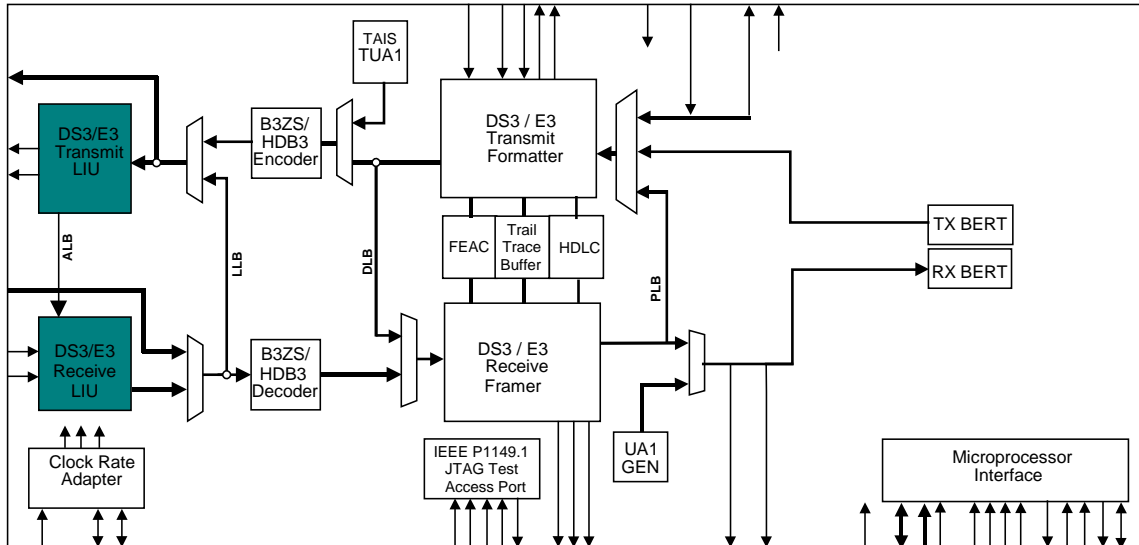 TAIS
TUA1
DS3/E3
Transmit
LIU
B3ZS/
HDB3
Encoder
DS3 / E3
Transmit
Formatter
TX BERT
RX BERT
FEAC
Trail
Trace
Buffer
HDLC
ALB
LLB
DLB
PLB
DS3/E3
Receive
LIU
B3ZS/
HDB3
Decoder
DS3 / E3
Receive
Framer
UA1
GEN
Clock Rate
Adapter
IEEE P1149.1
JTAG Test
Access Port
Microprocessor
Interface